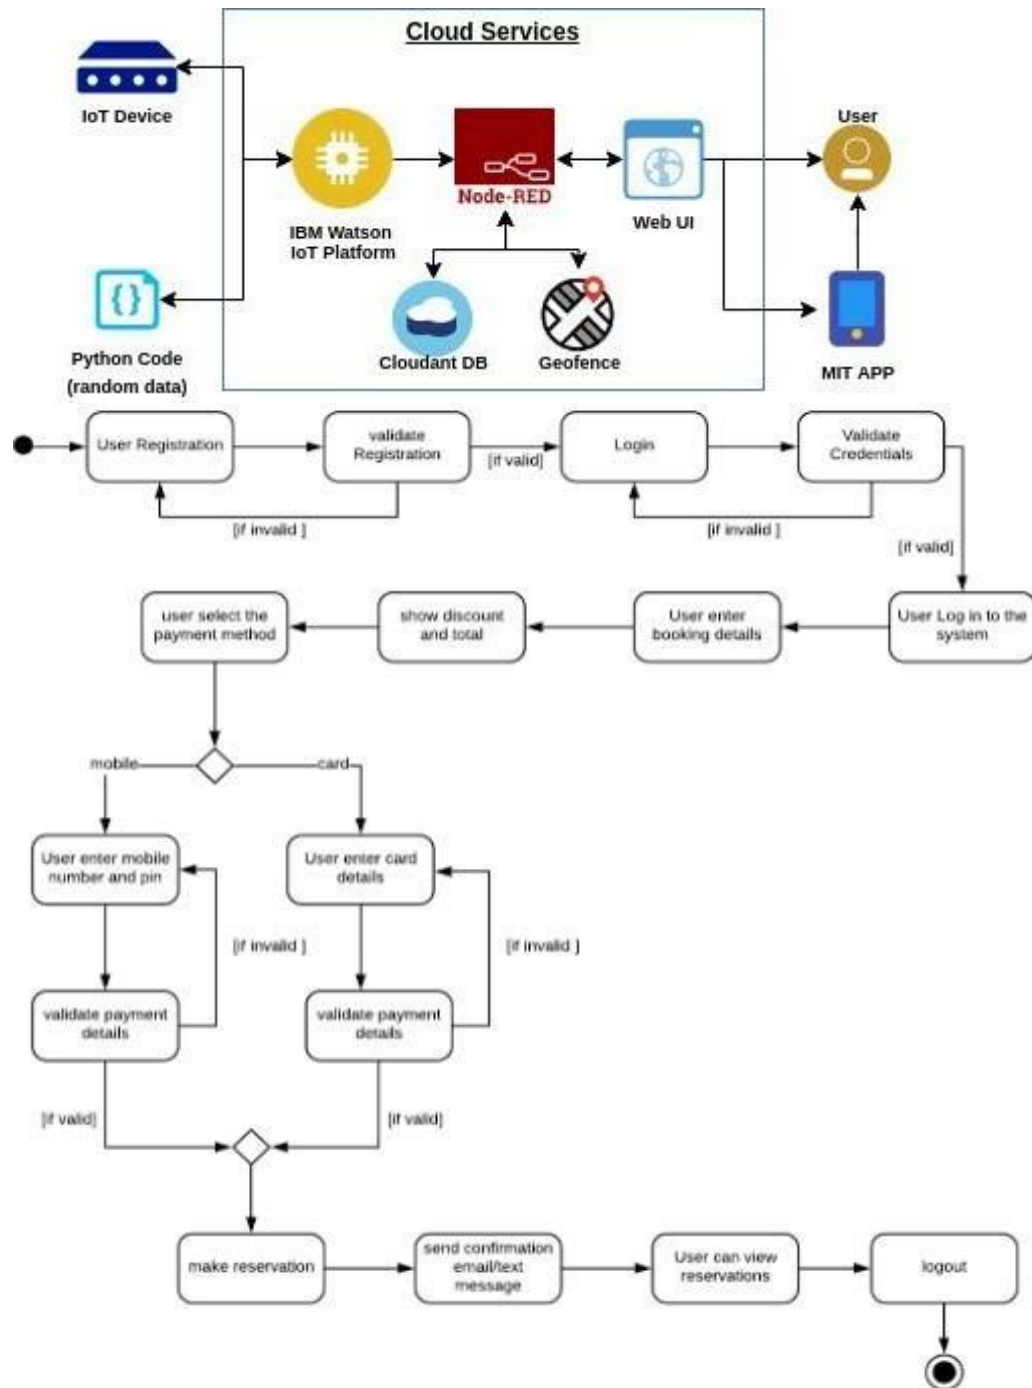 Cloud Services
IoT Device
User
Node-RED
IBM Watson
IoT Platform
Web UI
Python Code
(random data)
Cloudant DB
Geofence
MIT APP
User Registration
validate
Registration
[if valid]
Login
Validate
Credentials
[if invalid ]
[if invalid ]
[if valid]
user select the
payment method
show discount
and total
User enter
booking details
User Log in to the
system
mobile
card
User enter mobile
number and pin
User enter card
details
[if invalid ]
[if invalid ]
validate payment
details
validate payment
details
[if valid]
[if valid]
make reservation
send confirmation
email/text
message
User can view
reservations
logout